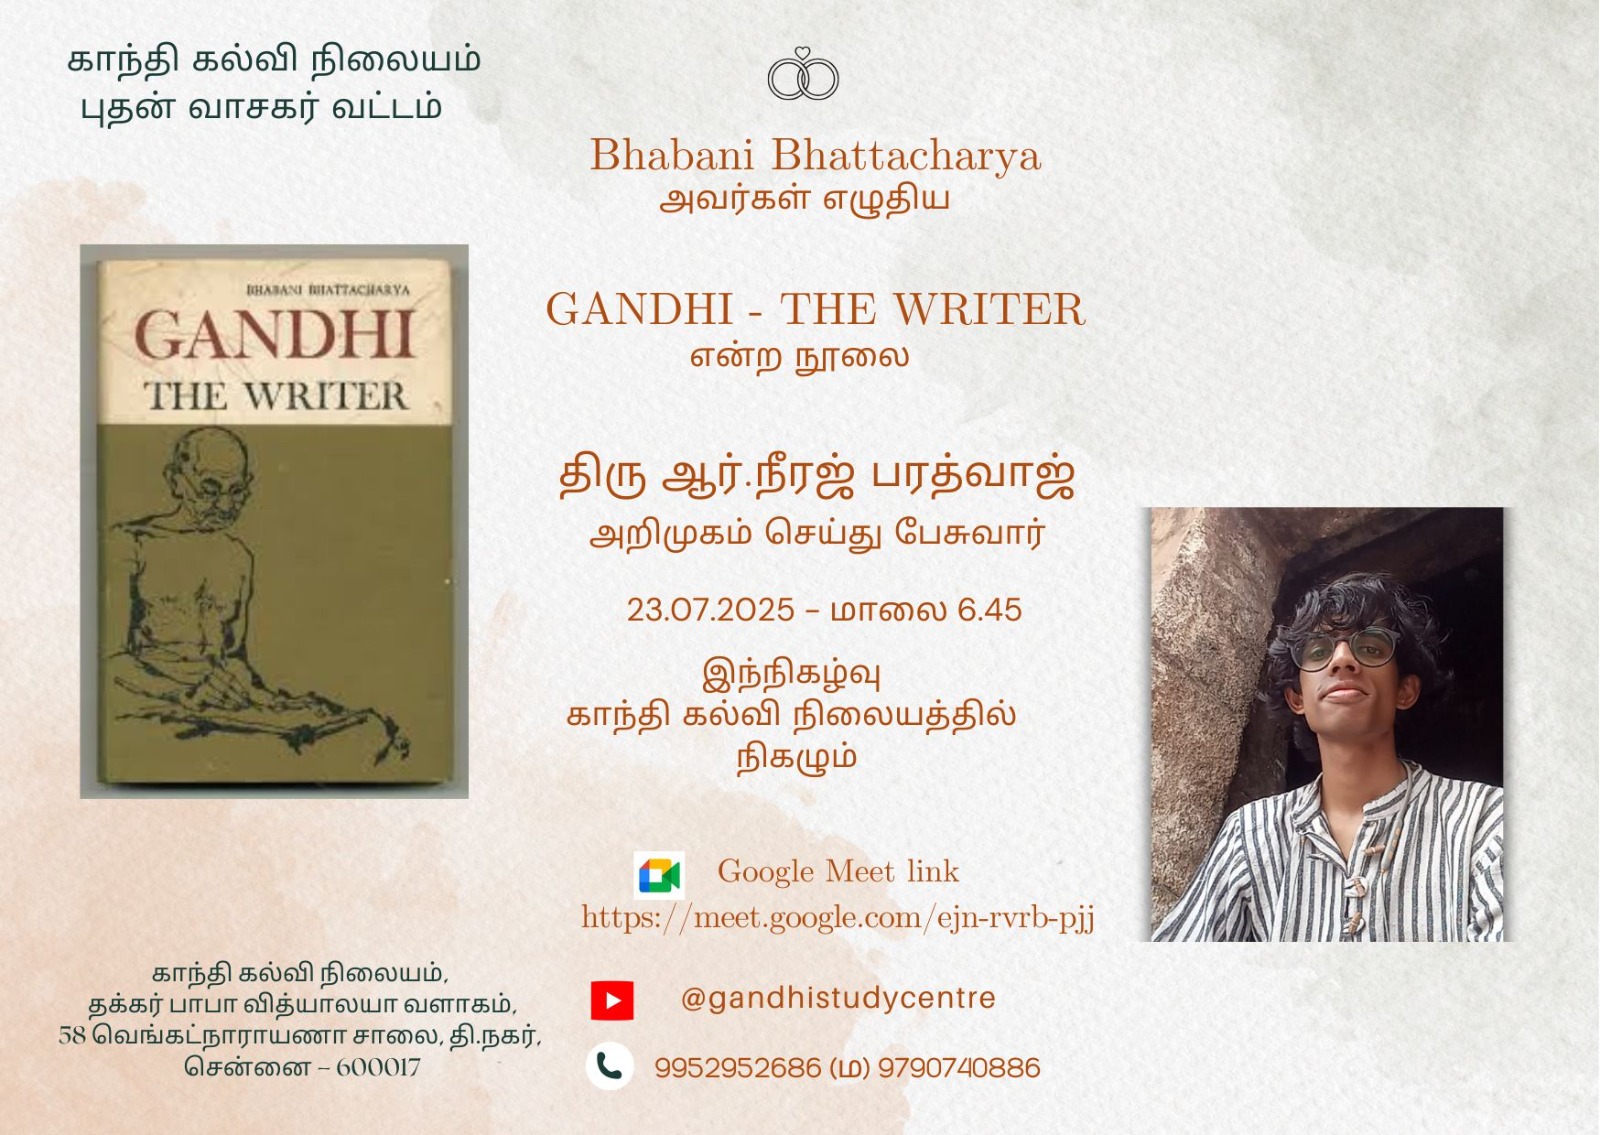 காந்தி கல்வி நிலையம்
புதன் வாசகர் வட்டம்
Bhabani Bhattacharya
அவர்கள் எழுதிய
GANDHI - THE WRITER
என்ற நூலை
BHABANI BHATTACHARYA
GANDHI
THE WRITER
திரு ஆர்.நீரஜ் பரத்வாஜ்
அறிமுகம் செய்து பேசுவார்
23.07.2025 – மாலை 6.45
இந்நிகழ்வு
காந்தி கல்வி நிலையத்தில்
நிகழும்
Google Meet link
https://meet.google.com/ejn-rvrb-pjj
@gandhistudycentre
9952952686 (ம) 9790740886
காந்தி கல்வி நிலையம்,
தக்கர் பாபா வித்யாலயா வளாகம்,
58 வெங்கட்நாராயணா சாலை, தி.நகர்,
சென்னை – 600017